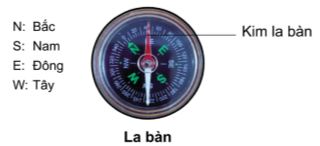 N: Bắc
S: Nam
E: Đông
W: Tây
Kim la bàn
N
E
W
S
La bàn